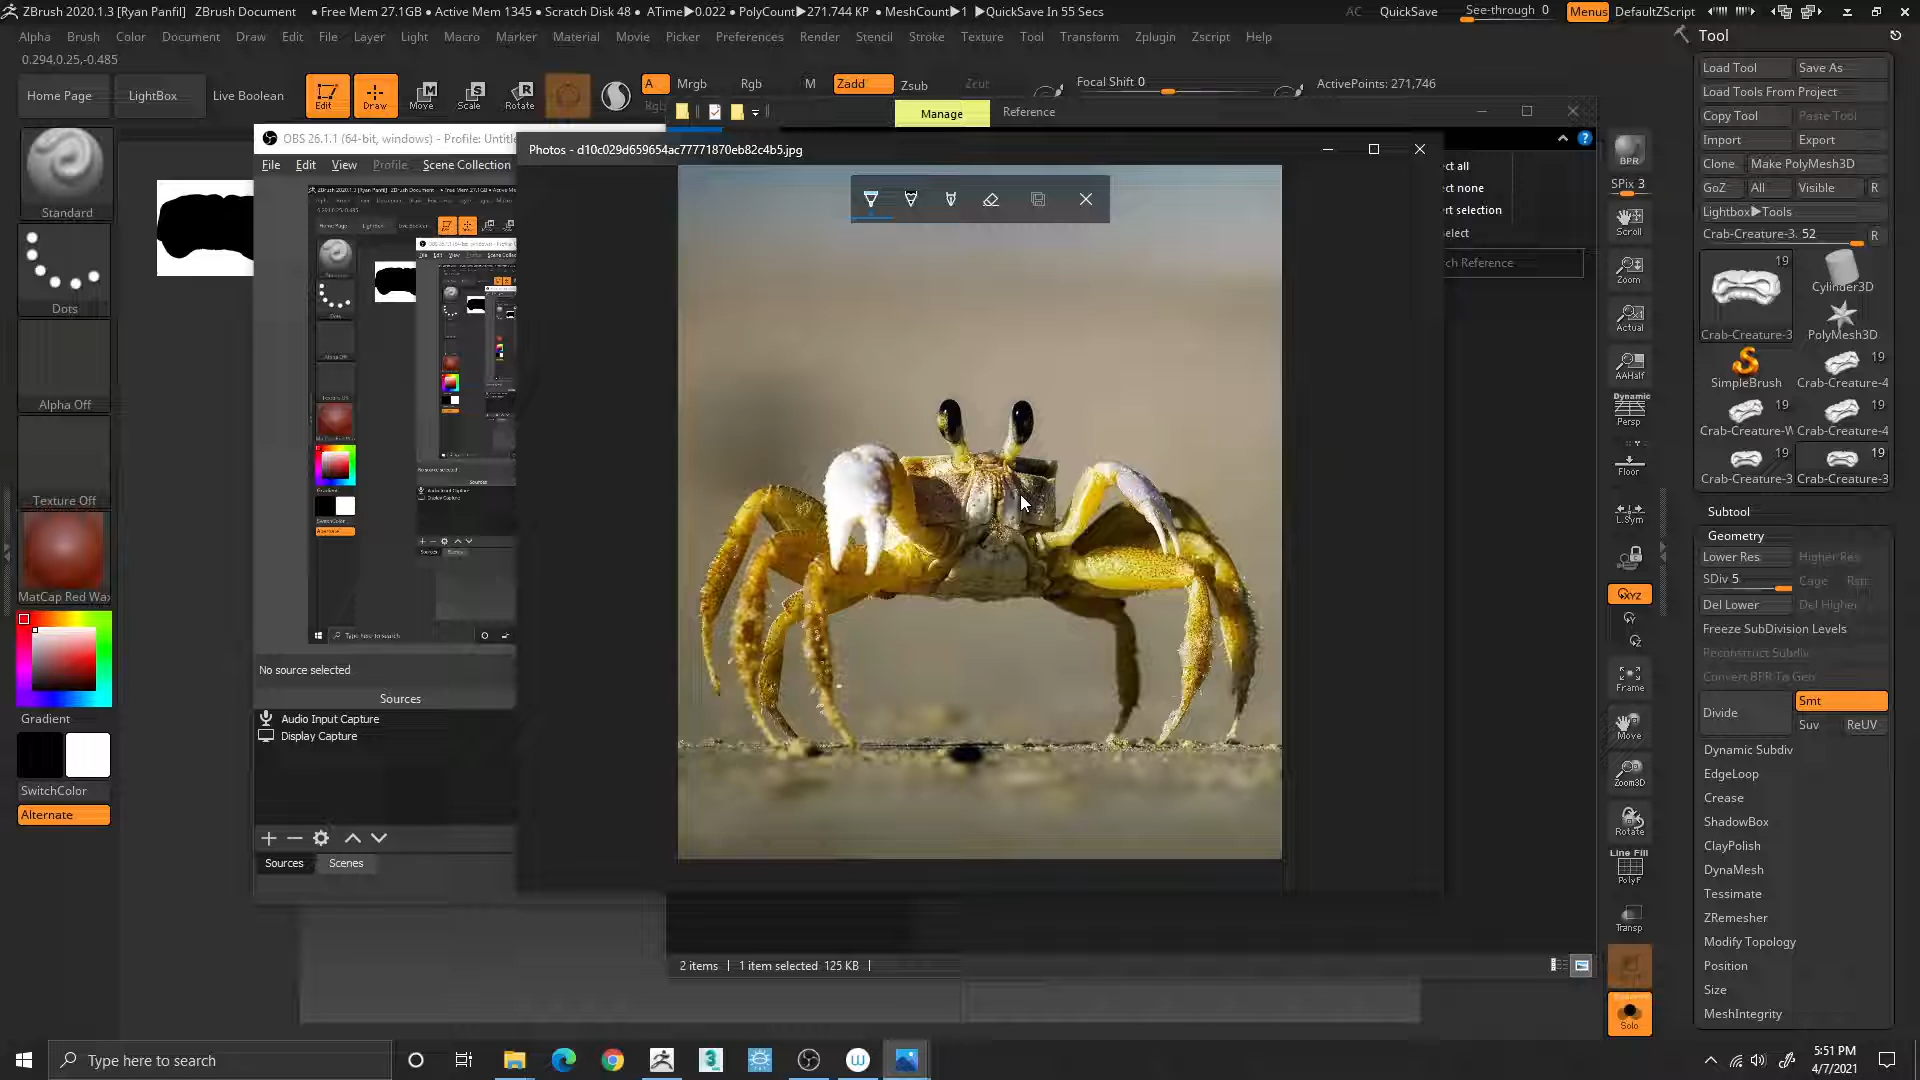 ZBrush 2020.1.3 [Ryan Panfil] ZBrush Document • Free Mem 27.1GB • Active Mem 1345 • Scratch Disk 48 • ATime▶0.022 • PolyCount▶271.744 KP • MeshCount▶1 ▶QuickSave In 55 Secs AC QuickSave See-through 0 Menus DefaultZScript
Alpha Brush Color Document Draw Edit File Layer Light Macro Marker Material Movie Picker Preferences Render Stencil Stroke Texture Tool Transform Zplugin Zscript Help
Tool
0.294,0.25,-0.485
Home Page LightBox Live Boolean Edit Draw Move Scale Rotate A Mrgb Rgb M Zadd Zsub Zcut Focal Shift 0 ActivePoints: 271,746
Manage Reference
OBS 26.1.1 (64-bit, windows) - Profile: Untitle
File Edit View Profile Scene Collection
Photos - d10c029d659654ac77771870eb82c4b5.jpg
ect all
ect none
ert selection
elect
ch Reference
Standard
Dots
Alpha Off
Texture Off
MatCap Red Wax
Gradient
SwitchColor
Alternate
No source selected
Sources
Audio Input Capture
Display Capture
Sources Scenes
2 items 1 item selected 125 KB
BPR
SPix 3
Scroll
Zoom
Actual
AAHalf
Dynamic
Persp
Floor
L.Sym
XYZ
Frame
Move
Zoom3D
Rotate
Line Fill
PolyF
Transp
Solo
Load Tool Save As
Load Tools From Project
Copy Tool Paste Tool
Import Export
Clone Make PolyMesh3D
GoZ All Visible R
Lightbox▶Tools
Crab-Creature-3. 52 R
19
Crab-Creature-3 Cylinder3D
PolyMesh3D
SimpleBrush 19 Crab-Creature-4
19 Crab-Creature-W 19 Crab-Creature-4
19 Crab-Creature-3 19 Crab-Creature-3
Subtool
Geometry
Lower Res Higher Res
SDiv 5 Cage Rstr
Del Lower Del Higher
Freeze SubDivision Levels
Reconstruct Subdiv
Convert BPR To Geo
Divide Smt
Suv ReUV
Dynamic Subdiv
EdgeLoop
Crease
ShadowBox
ClayPolish
DynaMesh
Tessimate
ZRemesher
Modify Topology
Position
Size
MeshIntegrity
Type here to search
5:51 PM
4/7/2021